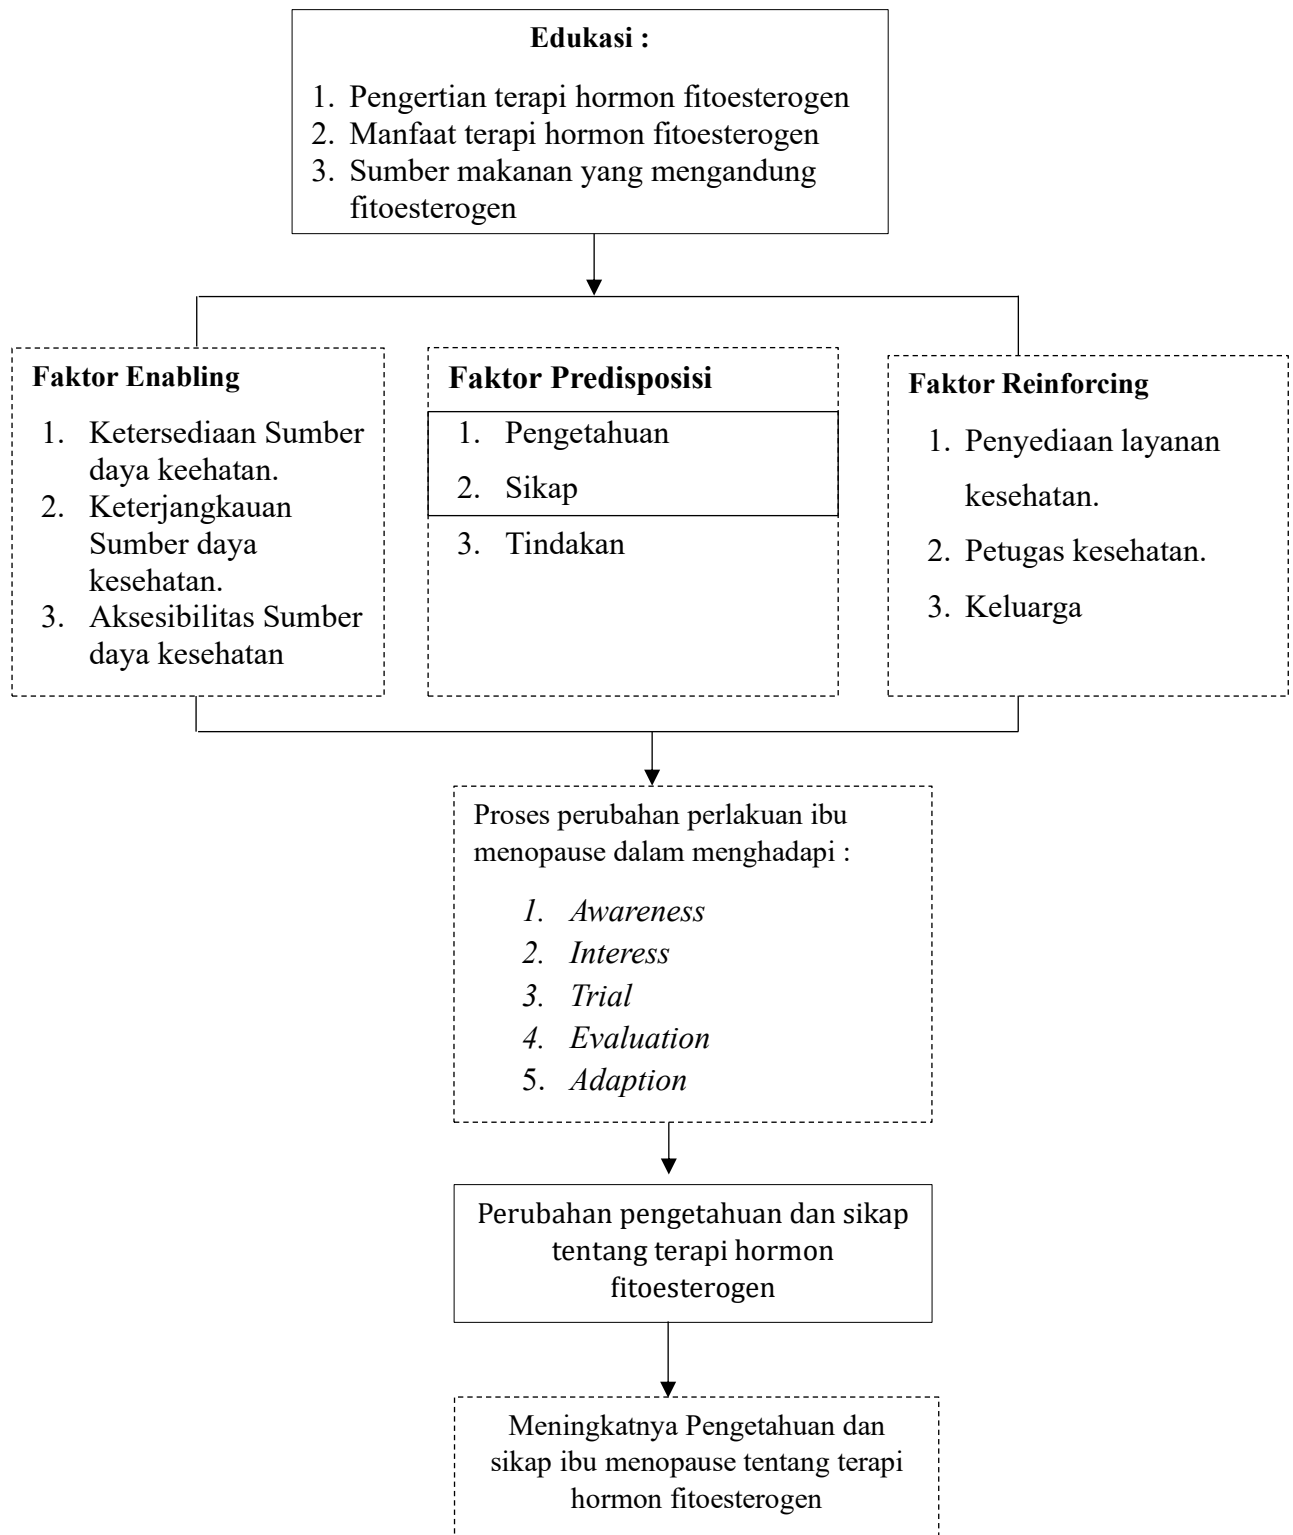 Edukasi :
1. Pengertian terapi hormon fitoesterogen
2. Manfaat terapi hormon fitoesterogen
3. Sumber makanan yang mengandung
fitoesterogen
Faktor Enabling
1. Ketersediaan Sumber
daya keehatan.
2. Keterjangkauan
Sumber daya
kesehatan.
3. Aksesibilitas Sumber
daya kesehatan
Faktor Predisposisi
1. Pengetahuan
2. Sikap
3. Tindakan
Faktor Reinforcing
1. Penyediaan layanan
kesehatan.
2. Petugas kesehatan.
3. Keluarga
Proses perubahan perlakuan ibu
menopause dalam menghadapi :
1. Awareness
2. Interess
3. Trial
4. Evaluation
5. Adaption
Perubahan pengetahuan dan sikap
tentang terapi hormon
fitoesterogen
Meningkatnya Pengetahuan dan
sikap ibu menopause tentang terapi
hormon fitoesterogen